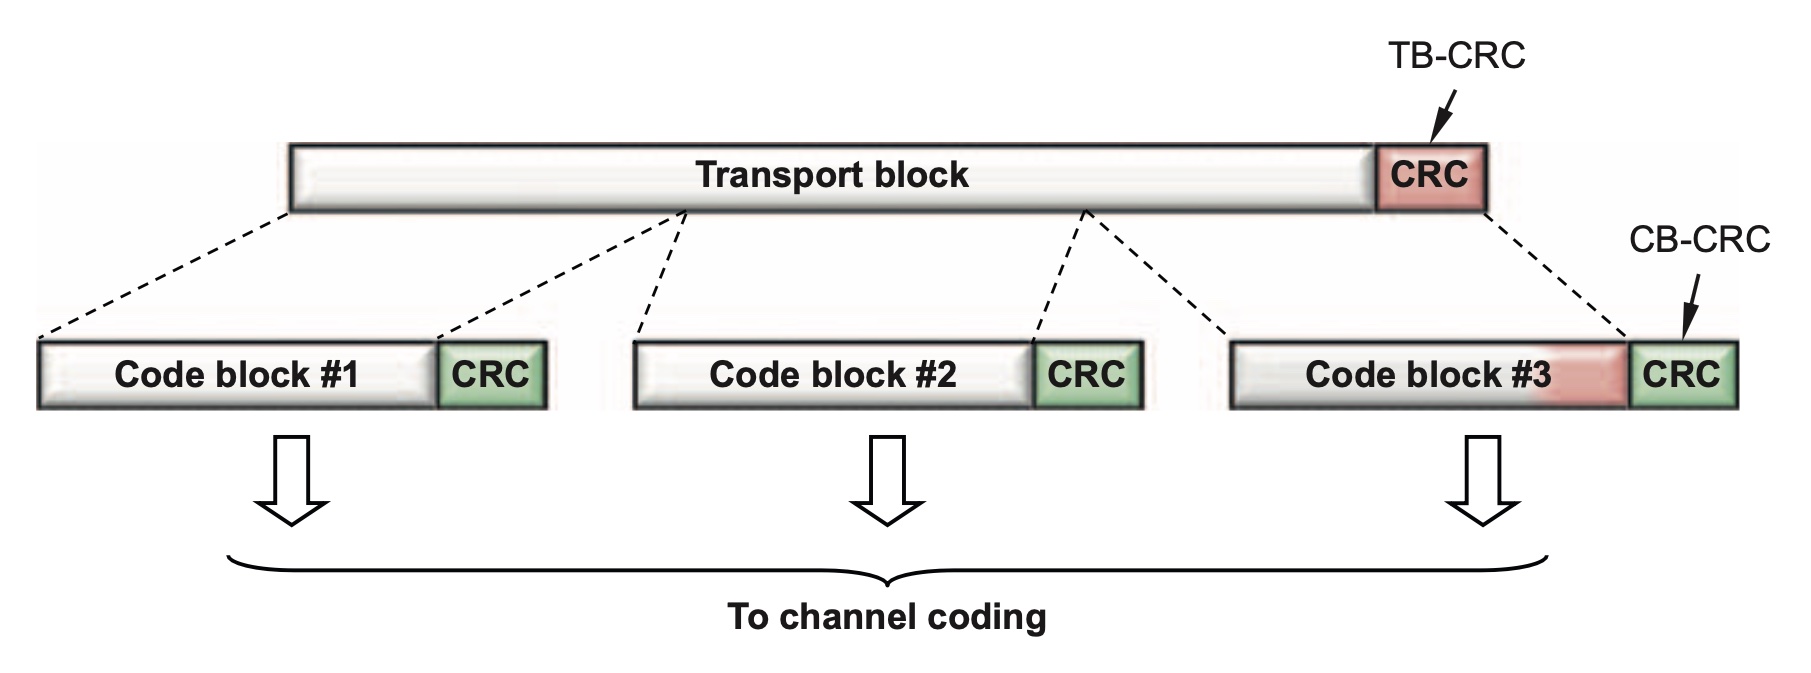 TB-CRC
Transport block
CRC
CB-CRC
Code block #1
CRC
Code block #2
CRC
Code block #3
CRC
To channel coding